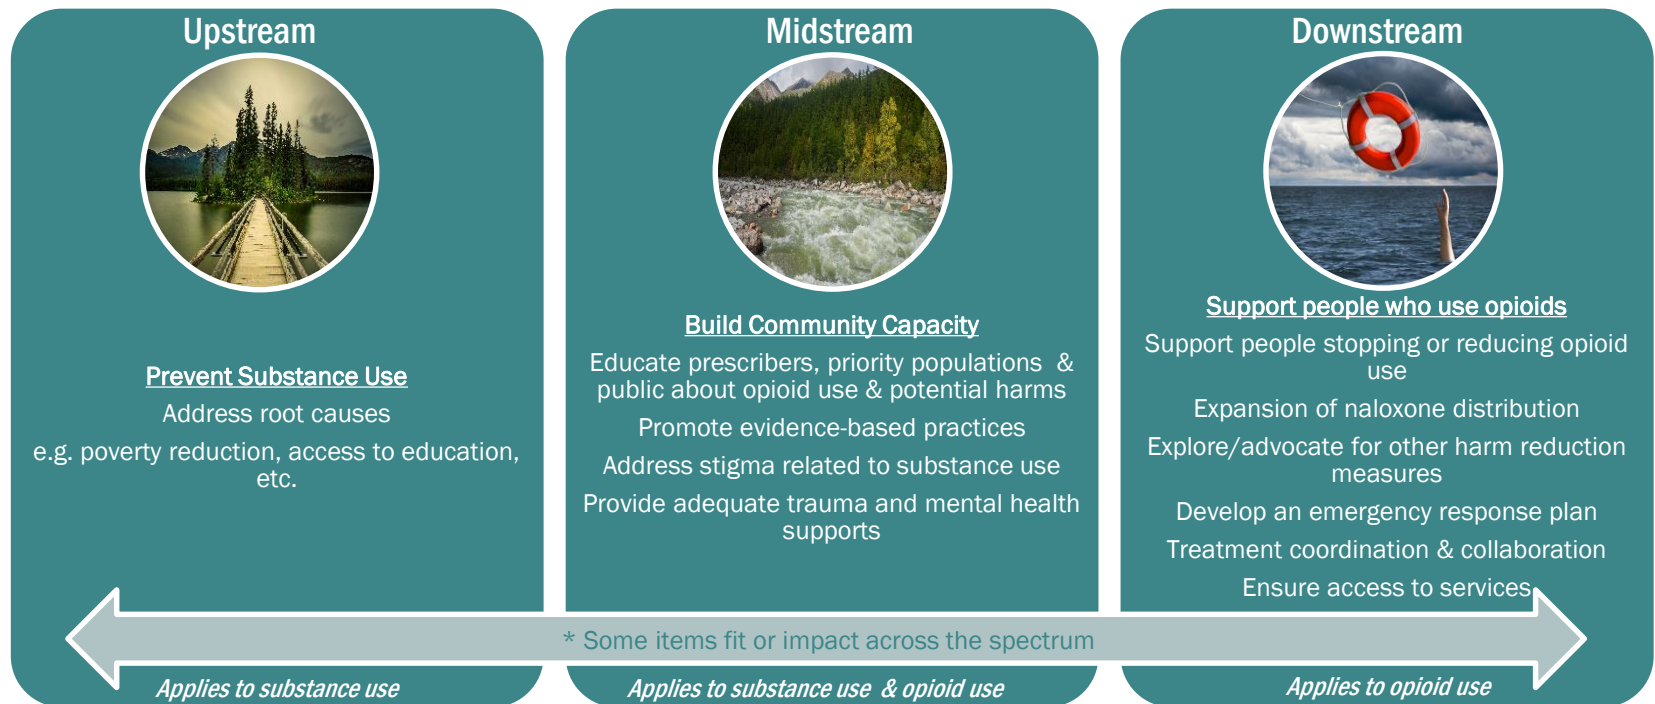 Upstream
Prevent Substance Use
Address root causes
e.g. poverty reduction, access to education,
etc.
Applies to substance use
Midstream
Build Community Capacity
Educate prescribers, priority populations  &
public about opioid use & potential harms
Promote evidence-based practices
Address stigma related to substance use
Provide adequate trauma and mental health
supports
Applies to substance use  & opioid use
Downstream
Support people who use opioids
Support people stopping or reducing opioid
use
Expansion of naloxone distribution
Explore/advocate for other harm reduction
measures
Develop an emergency response plan
Treatment coordination & collaboration
Ensure access to services
Applies to opioid use
* Some items fit or impact across the spectrum